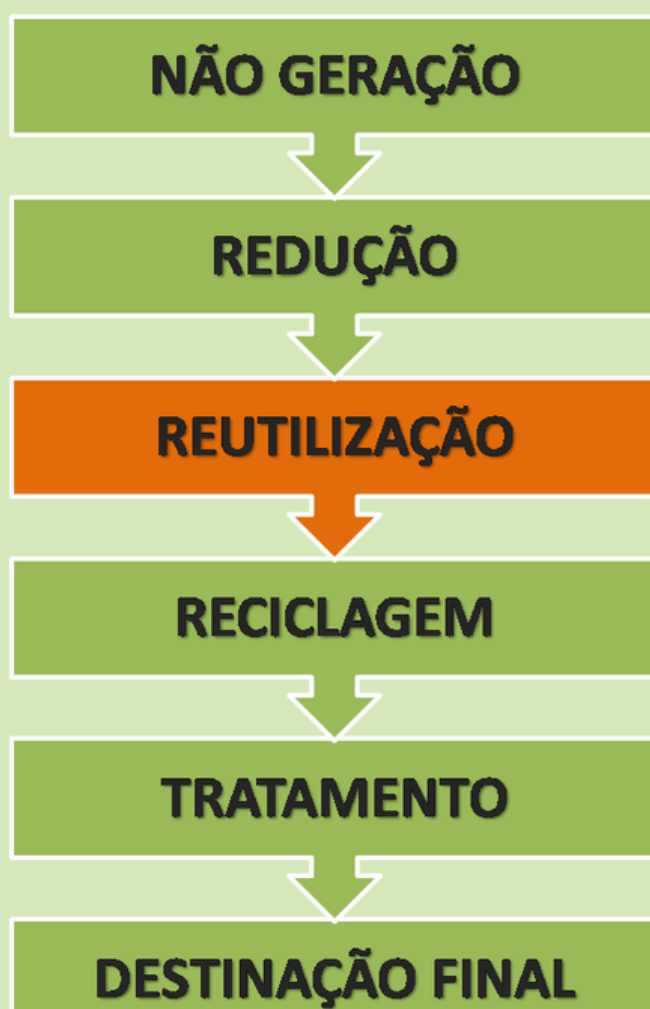 NÃO GERAÇÃO
REDUÇÃO
REUTILIZAÇÃO
RECICLAGEM
TRATAMENTO
DESTINAÇÃO FINAL